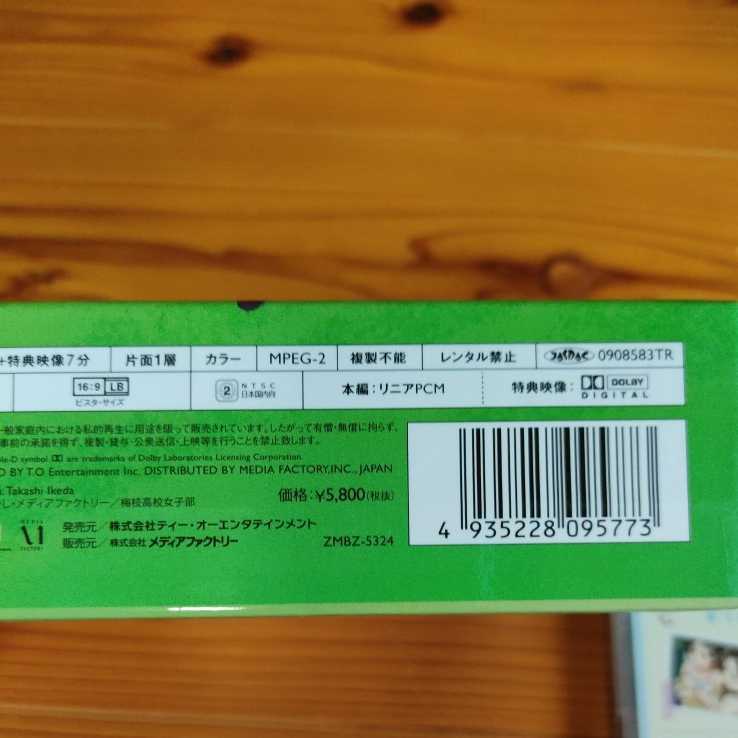 +特典映像7分 片面1層 カラー MPEG-2 複製不能 レンタル禁止 JASRAC 0908583TR
16:9 LB ビスターサイズ 2 NTSC 日本国内向 本編:リニアPCM 特典映像: DOLBY DIGITAL
一般家庭内における私的再生に用途を限って販売されています。したがって有償・無償に拘らず、
事前の承諾を得ず、複製・貸与・公衆送信・上映等を行うことを禁止致します。
ble-D symbol are trademarks of Dolby Laboratories Licensing Corporation.
ED BY T.O Entertainment Inc. DISTRIBUTED BY MEDIA FACTORY,INC., JAPAN
Takashi Ikeda
し・メディアファクトリー/梅枝高校女子部
価格:¥5,800(税抜)
MEDIA FACTORY
発売元/株式会社ティー・オーエンタテインメント
販売元/株式会社メディアファクトリー
ZMBZ-5324
4 935228 095773